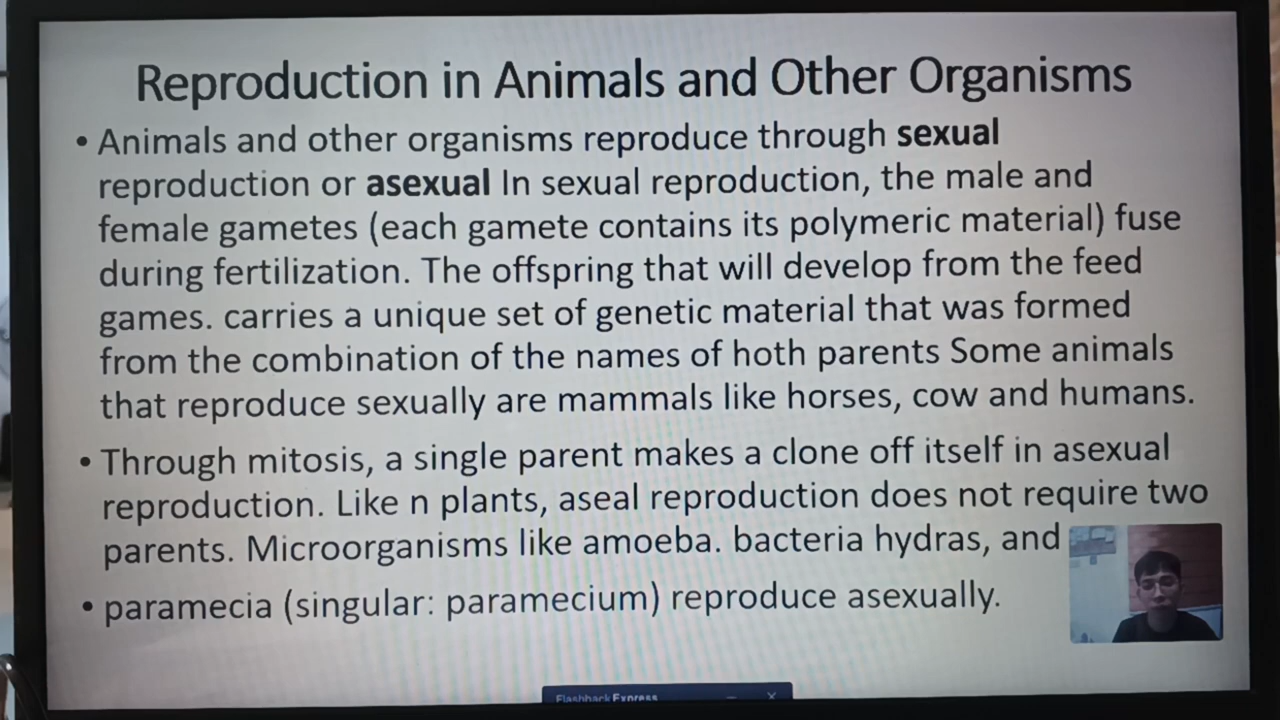 Reproduction in Animals and Other Organisms
• Animals and other organisms reproduce through sexual
reproduction or asexual In sexual reproduction, the male and
female gametes (each gamete contains its polymeric material) fuse
during fertilization. The offspring that will develop from the feed
games. carries a unique set of genetic material that was formed
from the combination of the names of hoth parents Some animals
that reproduce sexually are mammals like horses, cow and humans.
• Through mitosis, a single parent makes a clone off itself in asexual
reproduction. Like n plants, aseal reproduction does not require two
parents. Microorganisms like amoeba. bacteria hydras, and
• paramecia (singular: paramecium) reproduce asexually.
Flashback Express